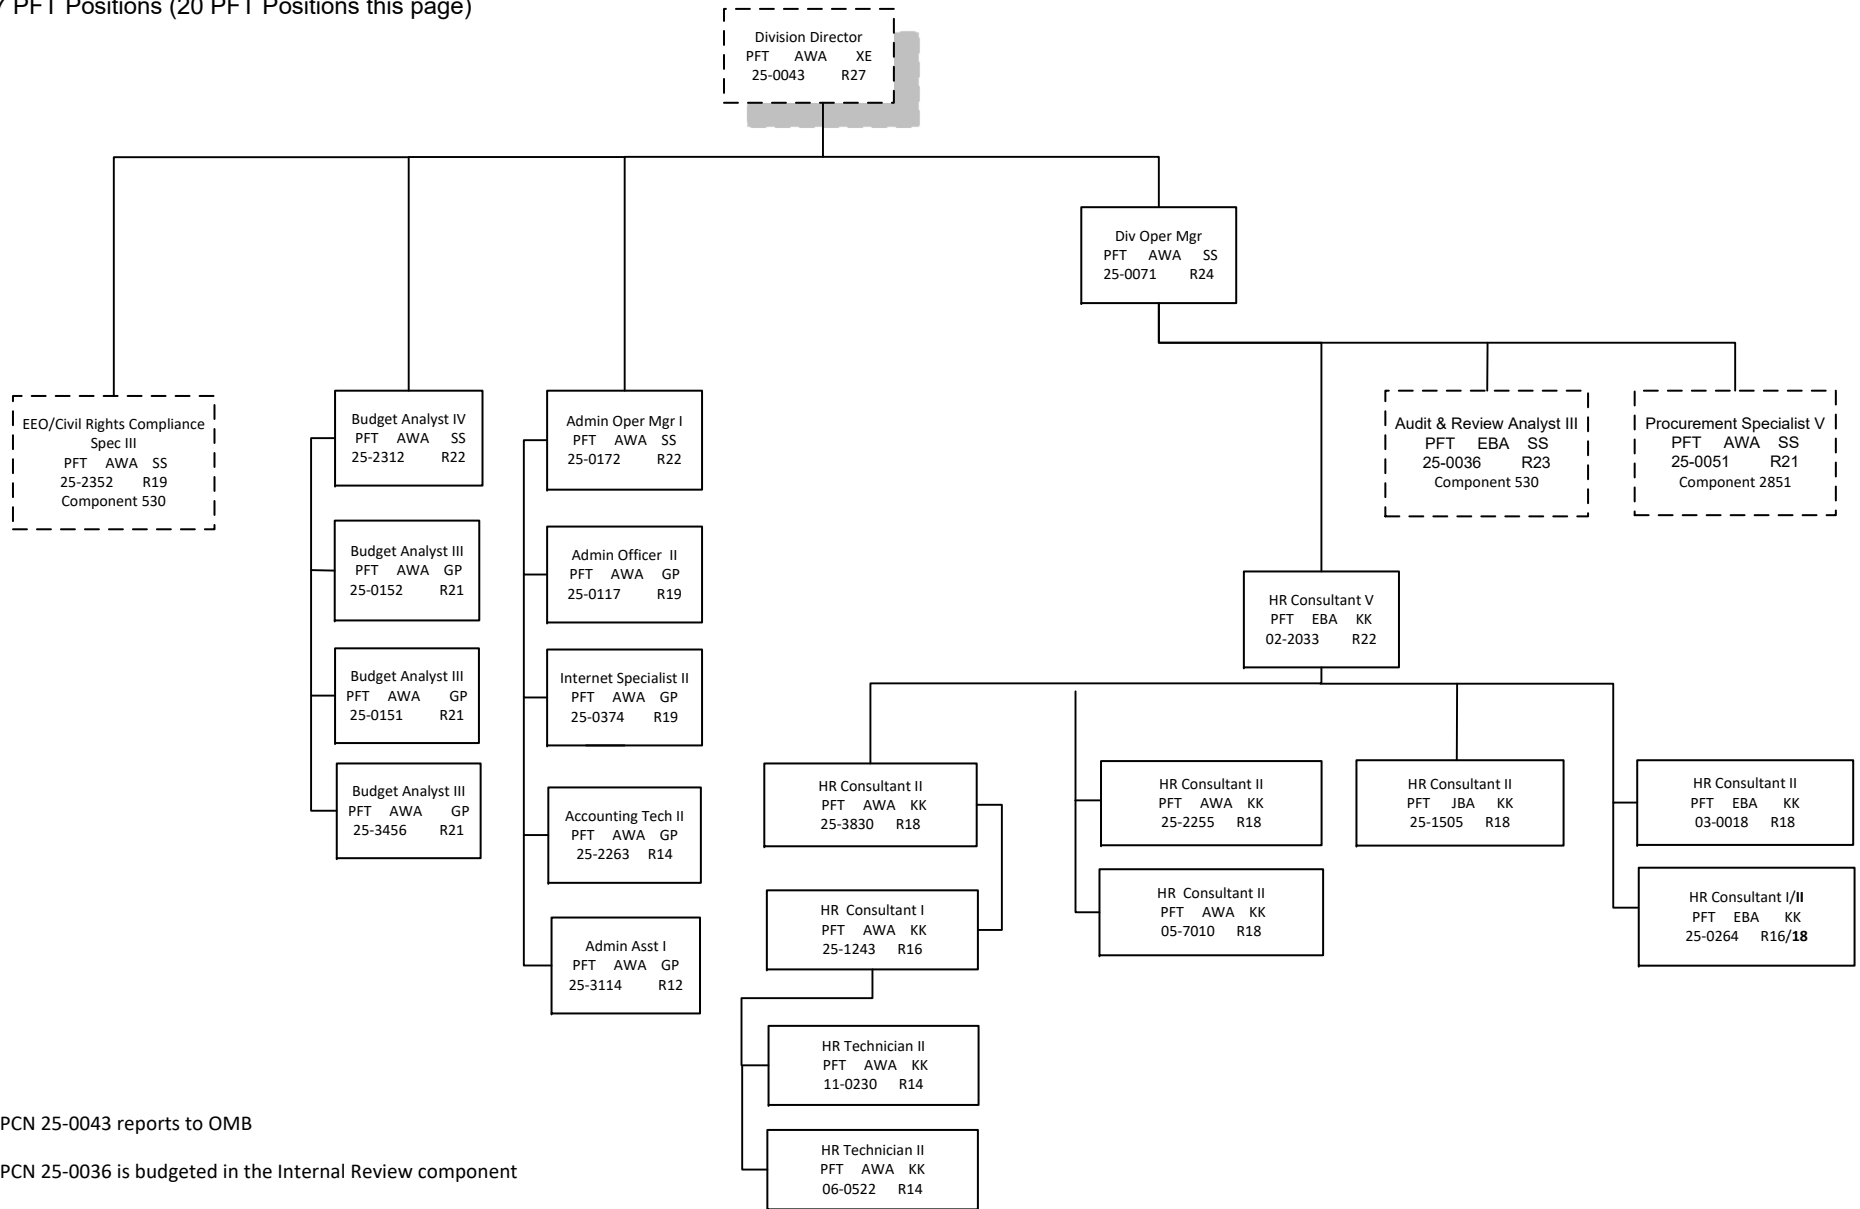 PFT Positions (20 PFT Positions this page)
Division Director
PFT AWA XE
25-0043 R27
Div Oper Mgr
PFT AWA SS
25-0071 R24
EEO/Civil Rights Compliance
Spec III
PFT AWA SS
25-2352 R19
Component 530
Budget Analyst IV
PFT AWA SS
25-2312 R22
Budget Analyst III
PFT AWA GP
25-0152 R21
Budget Analyst III
PFT AWA GP
25-0151 R21
Budget Analyst III
PFT AWA GP
25-3456 R21
Admin Oper Mgr I
PFT AWA SS
25-0172 R22
Admin Officer II
PFT AWA GP
25-0117 R19
Internet Specialist II
PFT AWA GP
25-0374 R19
Accounting Tech II
PFT AWA GP
25-2263 R14
Admin Asst I
PFT AWA GP
25-3114 R12
Audit & Review Analyst III
PFT EBA SS
25-0036 R23
Component 530
Procurement Specialist V
PFT AWA SS
25-0051 R21
Component 2851
HR Consultant V
PFT EBA KK
02-2033 R22
HR Consultant II
PFT AWA KK
25-3830 R18
HR Consultant I
PFT AWA KK
25-1243 R16
HR Technician II
PFT AWA KK
11-0230 R14
HR Technician II
PFT AWA KK
06-0522 R14
HR Consultant II
PFT AWA KK
25-2255 R18
HR Consultant II
PFT AWA KK
05-7010 R18
HR Consultant II
PFT JBA KK
25-1505 R18
HR Consultant II
PFT EBA KK
03-0018 R18
HR Consultant I/II
PFT EBA KK
25-0264 R16/18
PCN 25-0043 reports to OMB
PCN 25-0036 is budgeted in the Internal Review component